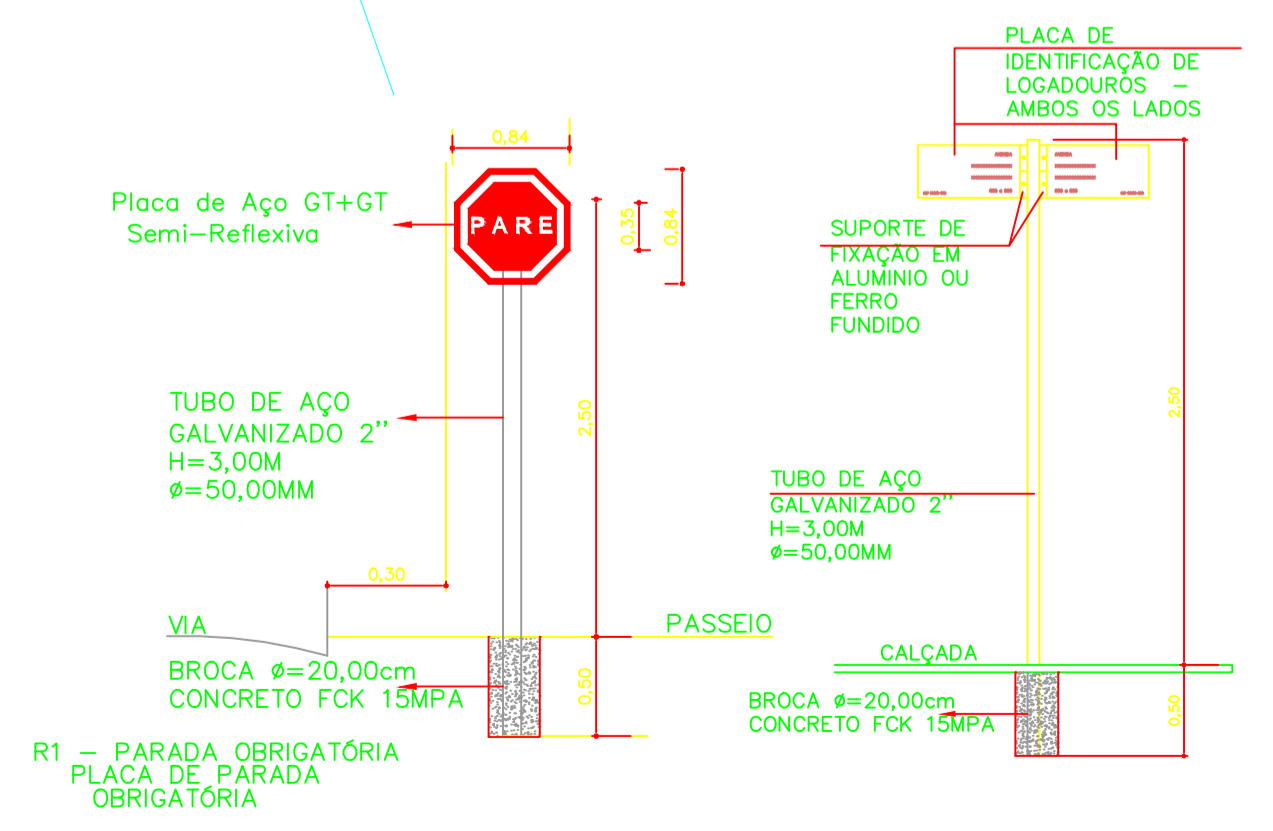 0,84
Placa de Aço GT+GT
Semi-Reflexiva
PARE
0,35
0,84
TUBO DE AÇO
GALVANIZADO 2''
H=3,00M
ø=50,00MM
2,50
0,30
VIA
PASSEIO
BROCA ø=20,00cm
CONCRETO FCK 15MPA
0,50
R1 – PARADA OBRIGATÓRIA
PLACA DE PARADA
OBRIGATÓRIA
PLACA DE
IDENTIFICAÇÃO DE
LOGADOUROS –
AMBOS OS LADOS
SUPORTE DE
FIXAÇÃO EM
ALUMINIO OU
FERRO
FUNDIDO
2,50
TUBO DE AÇO
GALVANIZADO 2''
H=3,00M
ø=50,00MM
CALÇADA
BROCA ø=20,00cm
CONCRETO FCK 15MPA
0,50